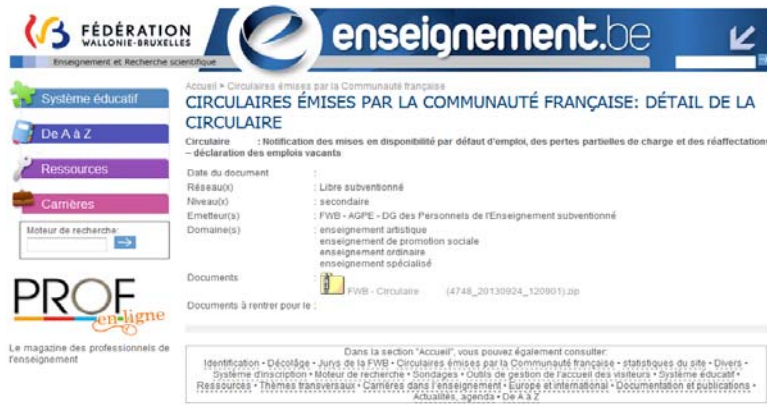 FÉDÉRATION
WALLONIE-BRUXELLES
Enseignement et Recherche scientifique
enseignement.be
Système éducatif
De A à Z
Ressources
Carrières
Moteur de recherche:
PROF
en ligne
Le magazine des professionnels de
l'enseignement
Accueil > Circulaires émises par la Communauté française
CIRCULAIRES ÉMISES PAR LA COMMUNAUTÉ FRANÇAISE: DÉTAIL DE LA
CIRCULAIRE
Circulaire : Notification des mises en disponibilité par défaut d'emploi, des pertes partielles de charge et des réaffectations
– déclaration des emplois vacants
Date du document :
Réseau(x) : Libre subventionné
Niveau(x) : secondaire
Emetteur(s) : FWB - AGPE - DG des Personnels de l'Enseignement subventionné
Domaine(s) : enseignement artistique
enseignement de promotion sociale
enseignement ordinaire
enseignement spécialisé
Documents : FWB - Circulaire (4748_20130924_120901).zip
Documents à rentrer pour le :
Dans la section "Accueil", vous pouvez également consulter:
Identification • Décolâge • Jurys de la FWB • Circulaires émises par la Communauté française • statistiques du site • Divers •
Système d'inscription • Moteur de recherche • Sondages • Outils de gestion de l'accueil des visiteurs • Système éducatif •
Ressources • Thèmes transversaux • Carrières dans l'enseignement • Europe et international • Documentation et publications •
Actualités, agenda • De A à Z